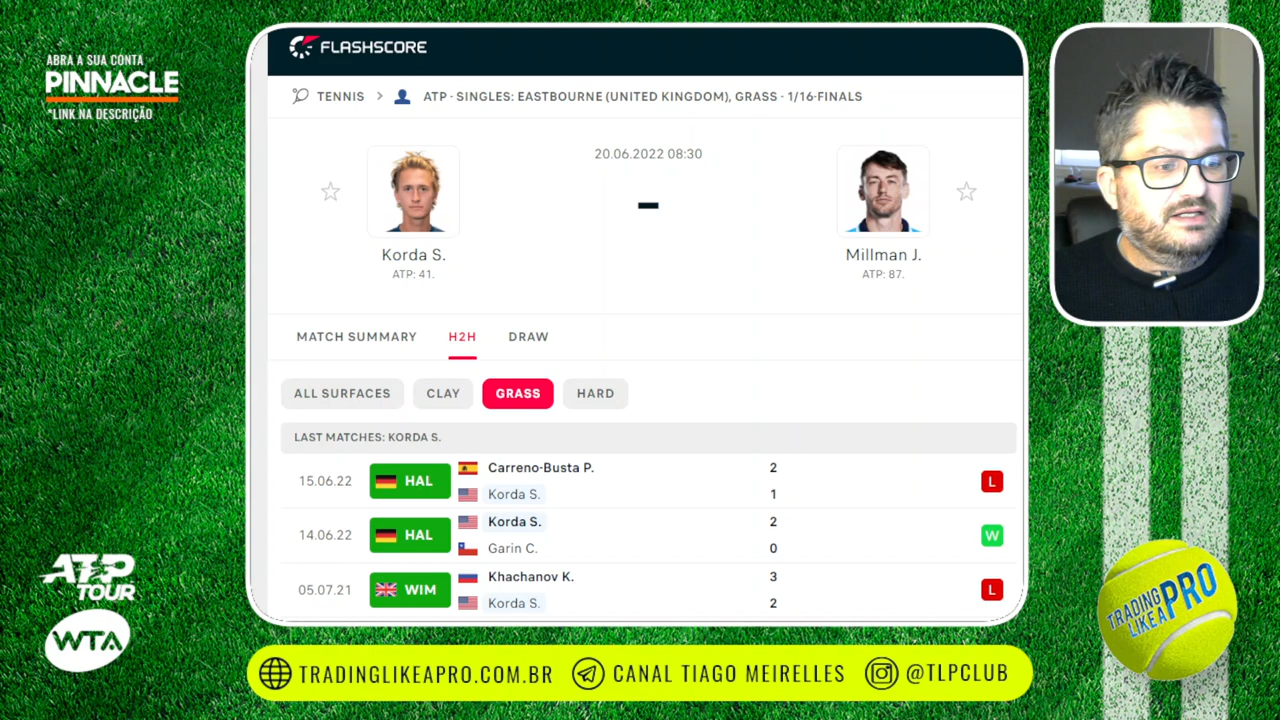 ABRA A SUA CONTA
PINNACLE
*LINK NA DESCRIÇÃO
FLASHSCORE
TENNIS > ATP - SINGLES: EASTBOURNE (UNITED KINGDOM), GRASS - 1/16-FINALS
20.06.2022 08:30
-
Korda S.
ATP: 41.
Millman J.
ATP: 87.
MATCH SUMMARY H2H DRAW
ALL SURFACES CLAY GRASS HARD
LAST MATCHES: KORDA S.
15.06.22 HAL Carreno-Busta P. 2 L
Korda S. 1
14.06.22 HAL Korda S. 2 W
Garin C. 0
05.07.21 WIM Khachanov K. 3 L
Korda S. 2
ATP
TOUR
WTA
TRADING
LIKE A
PRO
TRADINGLIKEAPRO.COM.BR CANAL TIAGO MEIRELLES @TLPCLUB